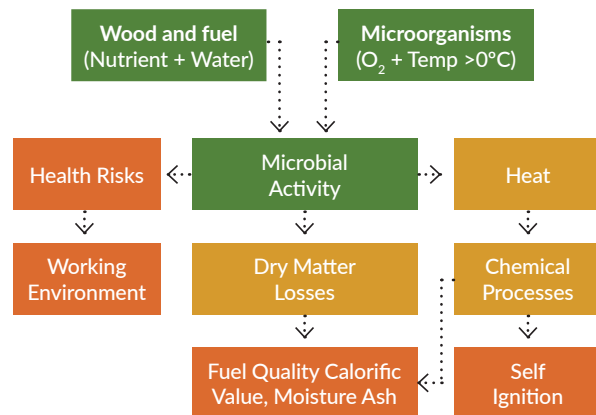 Wood and fuel
(Nutrient + Water)
Microorganisms
(O₂ + Temp >0°C)
Health Risks
Microbial
Activity
Heat
Working
Environment
Dry Matter
Losses
Chemical
Processes
Fuel Quality Calorific
Value, Moisture Ash
Self
Ignition